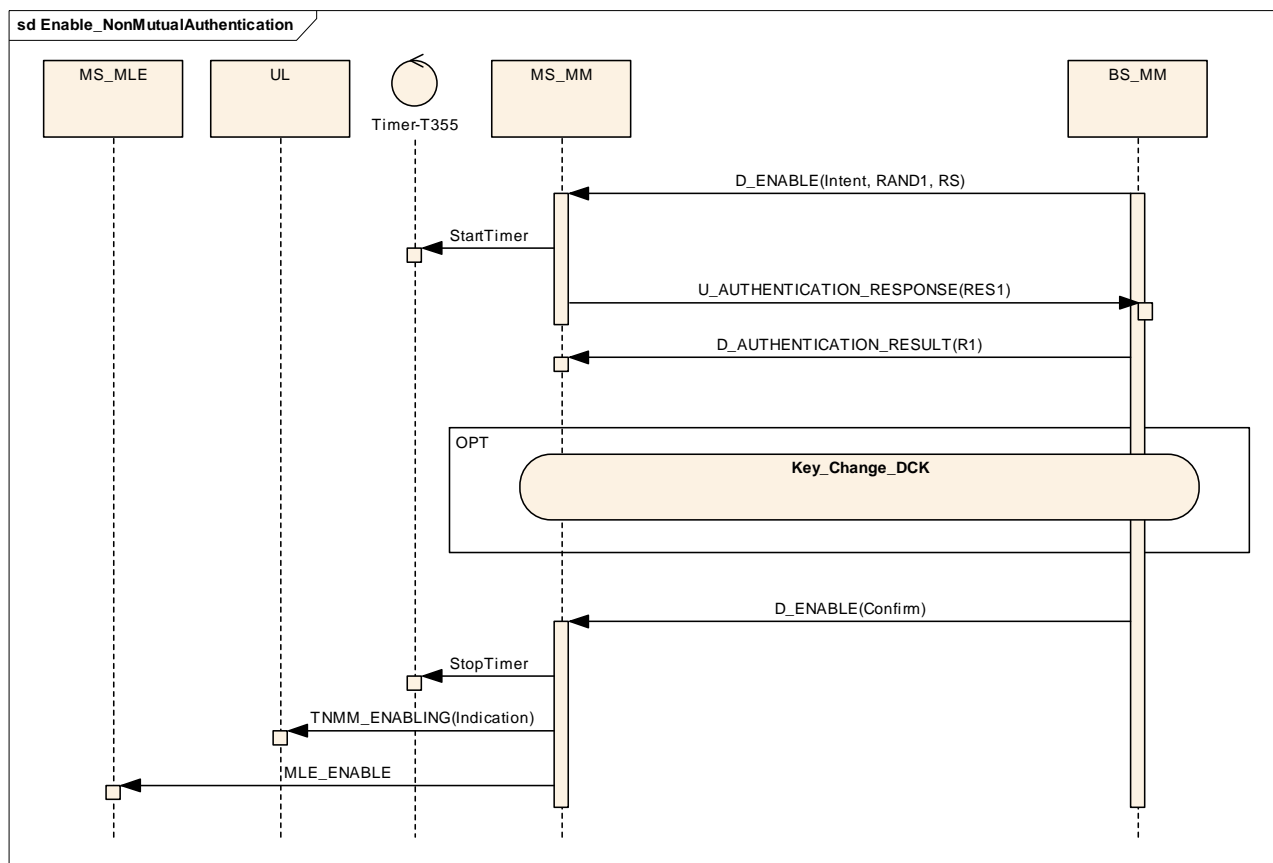 sd Enable_NonMutualAuthentication
MS_MLE
UL
Timer-T355
MS_MM
BS_MM
D_ENABLE(Intent, RAND1, RS)
StartTimer
U_AUTHENTICATION_RESPONSE(RES1)
D_AUTHENTICATION_RESULT(R1)
OPT
Key_Change_DCK
D_ENABLE(Confirm)
StopTimer
TNMM_ENABLING(Indication)
MLE_ENABLE